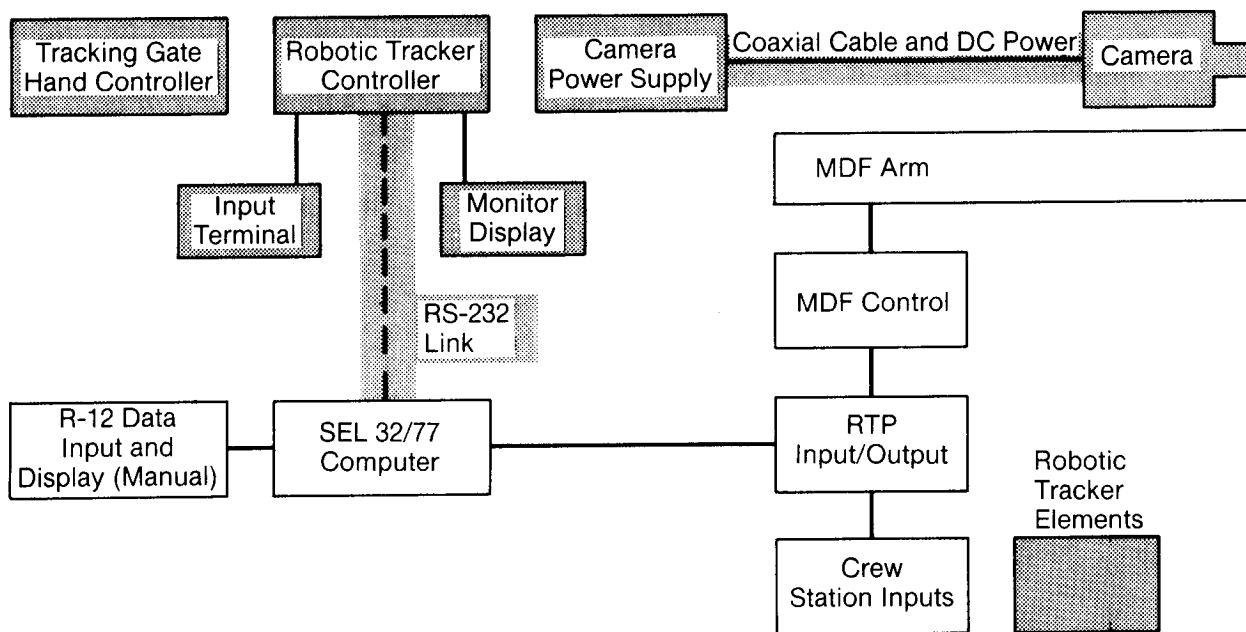 Tracking Gate
Hand Controller
Robotic Tracker
Controller
Camera
Power Supply
Coaxial Cable and DC Power
Camera
MDF Arm
Input
Terminal
Monitor
Display
MDF Control
RS-232
Link
R-12 Data
Input and
Display (Manual)
SEL 32/77
Computer
RTP
Input/Output
Robotic
Tracker
Elements
Crew
Station Inputs